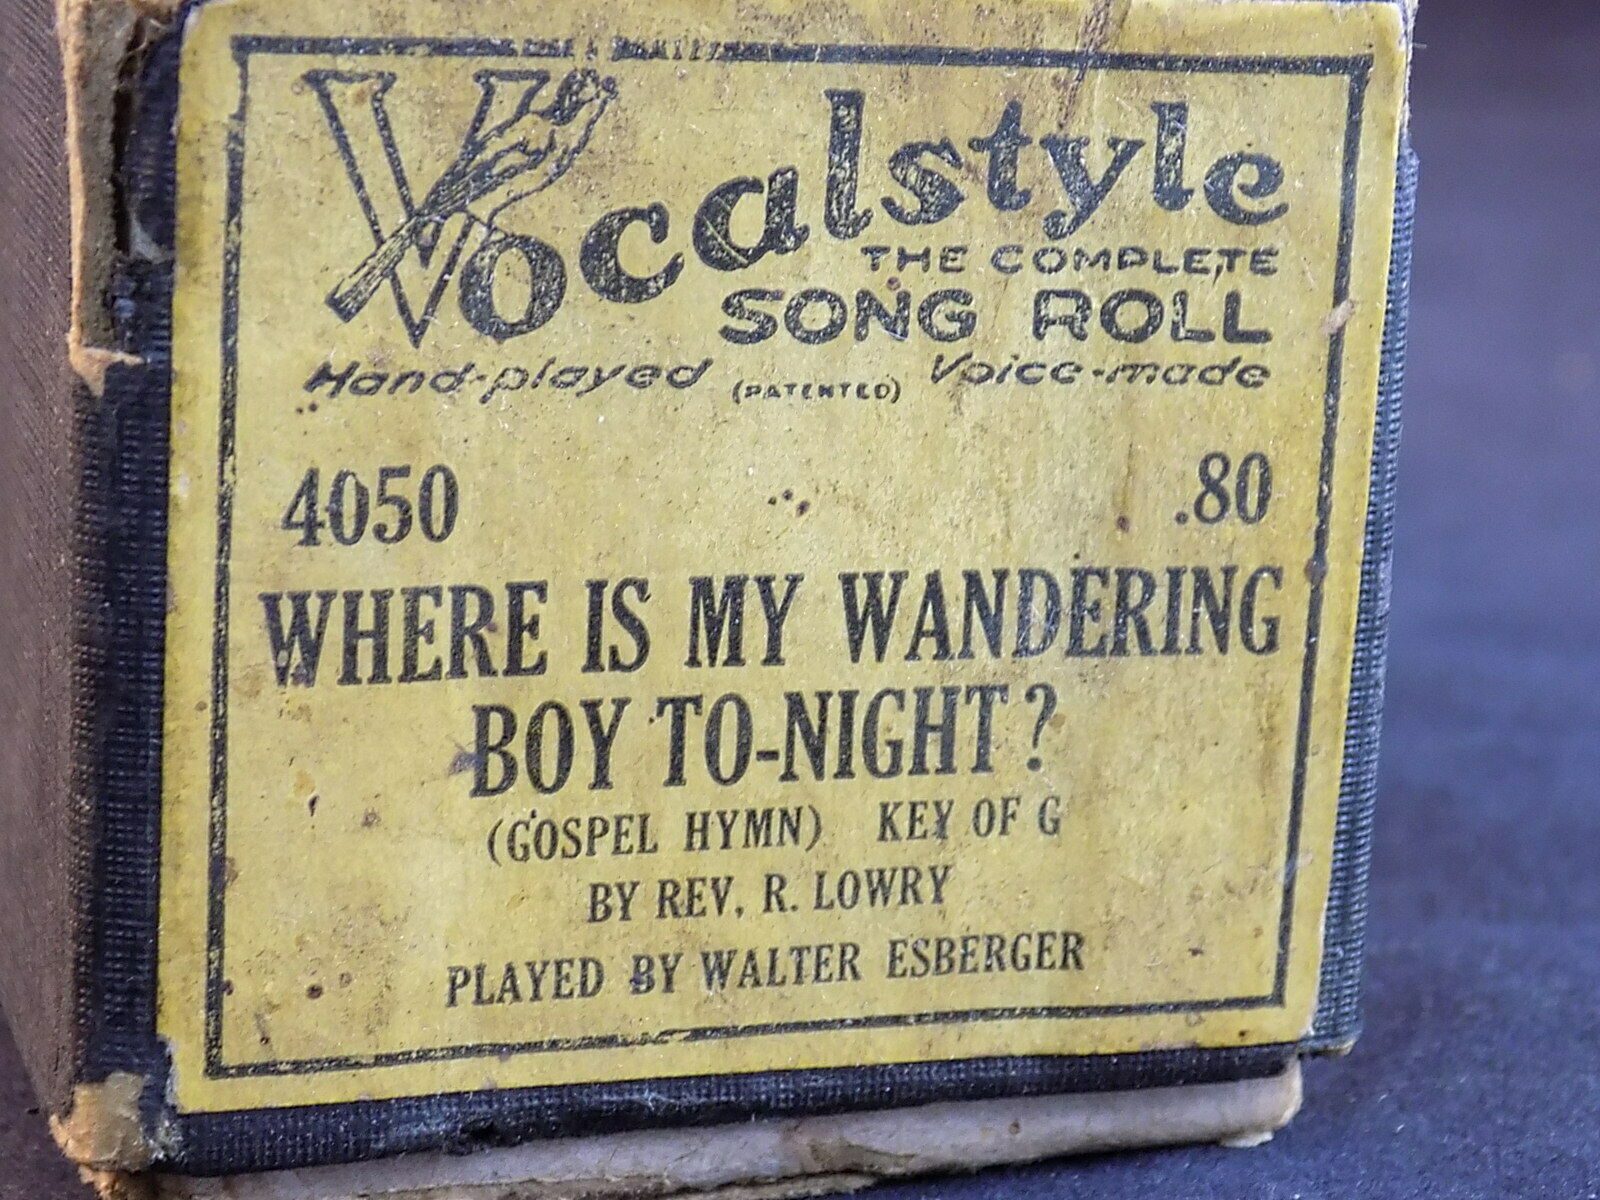 Vocalstyle
THE COMPLETE
SONG ROLL
Hand-played (PATENTED) Voice-made
4050 .80
WHERE IS MY WANDERING
BOY TO-NIGHT?
(GOSPEL HYMN) KEY OF G
BY REV. R. LOWRY
PLAYED BY WALTER ESBERGER